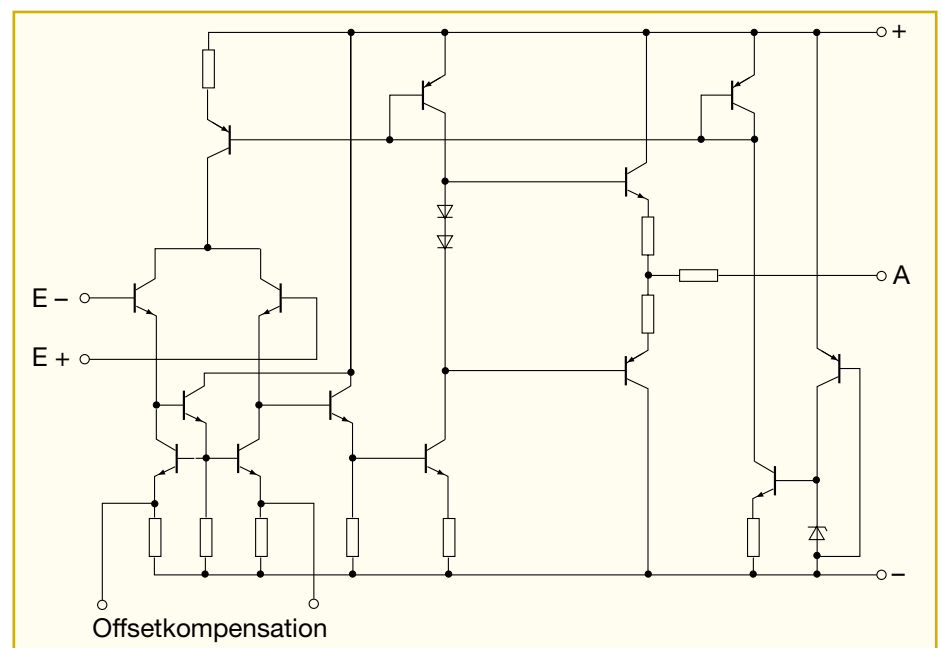 +
E –
A
E +
–
Offsetkompensation